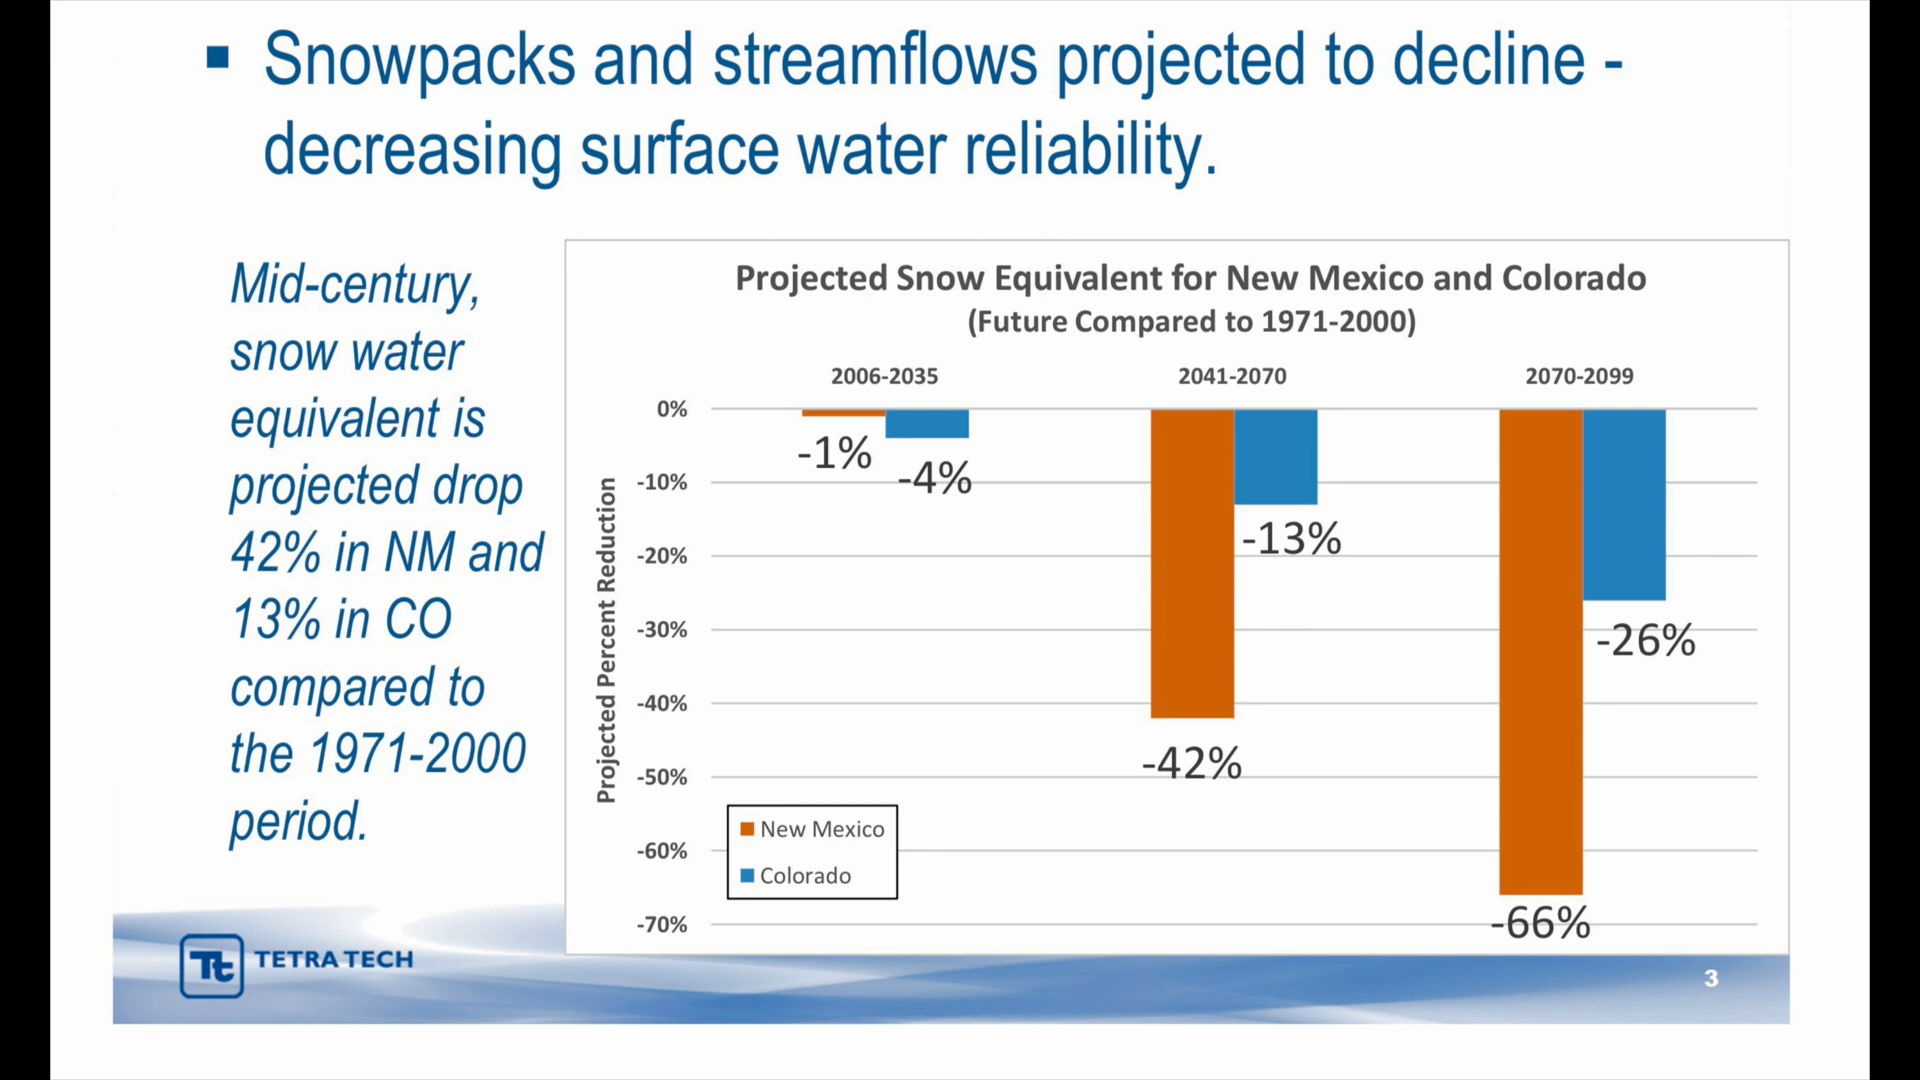 ▪ Snowpacks and streamflows projected to decline -
decreasing surface water reliability.
Mid-century,
snow water
equivalent is
projected drop
42% in NM and
13% in CO
compared to
the 1971-2000
period.
Projected Snow Equivalent for New Mexico and Colorado
(Future Compared to 1971-2000)
2006-2035 2041-2070 2070-2099
Projected Percent Reduction
0%
-10%
-20%
-30%
-40%
-50%
-60%
-70%
-1%
-4%
-42%
-13%
-66%
-26%
New Mexico
Colorado
Tt TETRA TECH
3